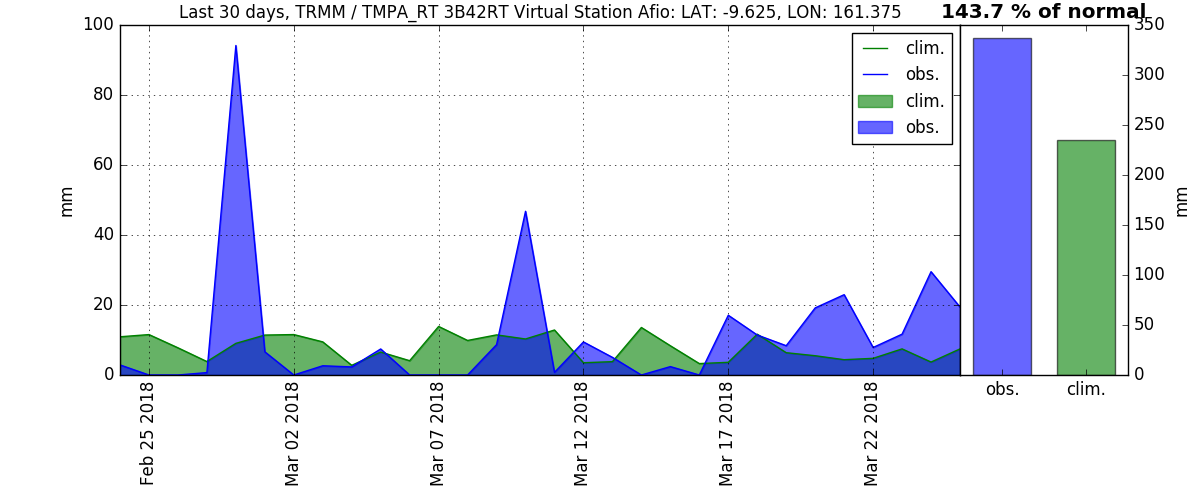 Last 30 days, TRMM / TMPA_RT 3B42RT Virtual Station Afio: LAT: -9.625, LON: 161.375
143.7 % of normal
100
80
60
40
20
0
mm
clim.
obs.
clim.
obs.
Feb 25 2018
Mar 02 2018
Mar 07 2018
Mar 12 2018
Mar 17 2018
Mar 22 2018
350
300
250
200
150
100
50
0
mm
obs.
clim.